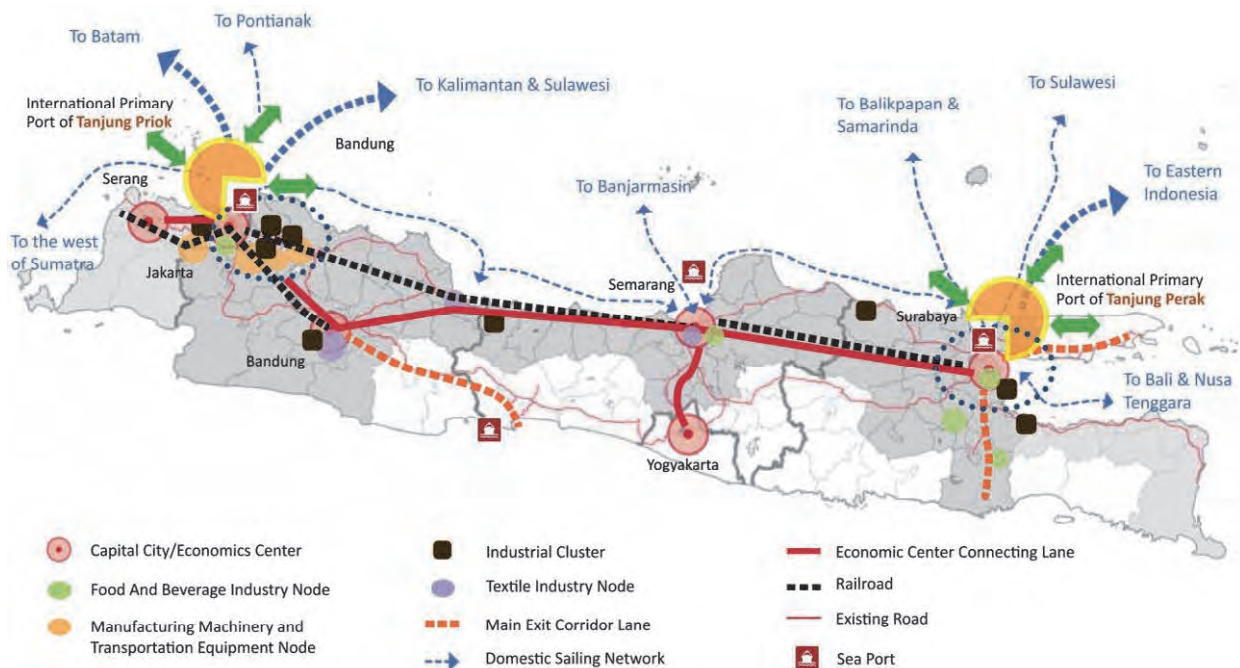 To Batam
To Pontianak
To Kalimantan & Sulawesi
International Primary
Port of Tanjung Priok
Bandung
Serang
To the west
of Sumatra
Jakarta
Bandung
To Banjarmasin
Semarang
Yogyakarta
To Balikpapan &
Samarinda
To Sulawesi
To Eastern
Indonesia
International Primary
Port of Tanjung Perak
Surabaya
To Bali & Nusa
Tenggara
Capital City/Economics Center
Food And Beverage Industry Node
Manufacturing Machinery and
Transportation Equipment Node
Industrial Cluster
Textile Industry Node
Main Exit Corridor Lane
Domestic Sailing Network
Economic Center Connecting Lane
Railroad
Existing Road
Sea Port